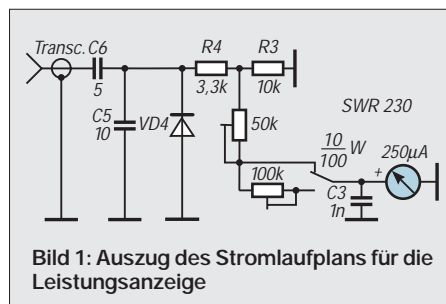 Transc. C6
5
R4
3,3k
R3
10k
C5
10
VD4
50k
SWR 230
10
100
W
250µA
+
100k
C3
1n
Bild 1: Auszug des Stromlaufplans für die
Leistungsanzeige